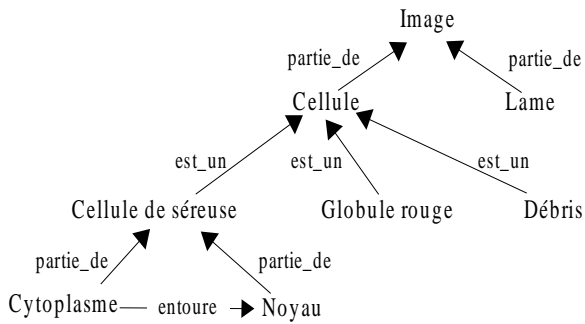 Image
partie_de
partie_de
Cellule
Lame
est_un
est_un
est_un
Cellule de séreuse
Globule rouge
Débris
partie_de
partie_de
Cytoplasme
entoure
Noyau